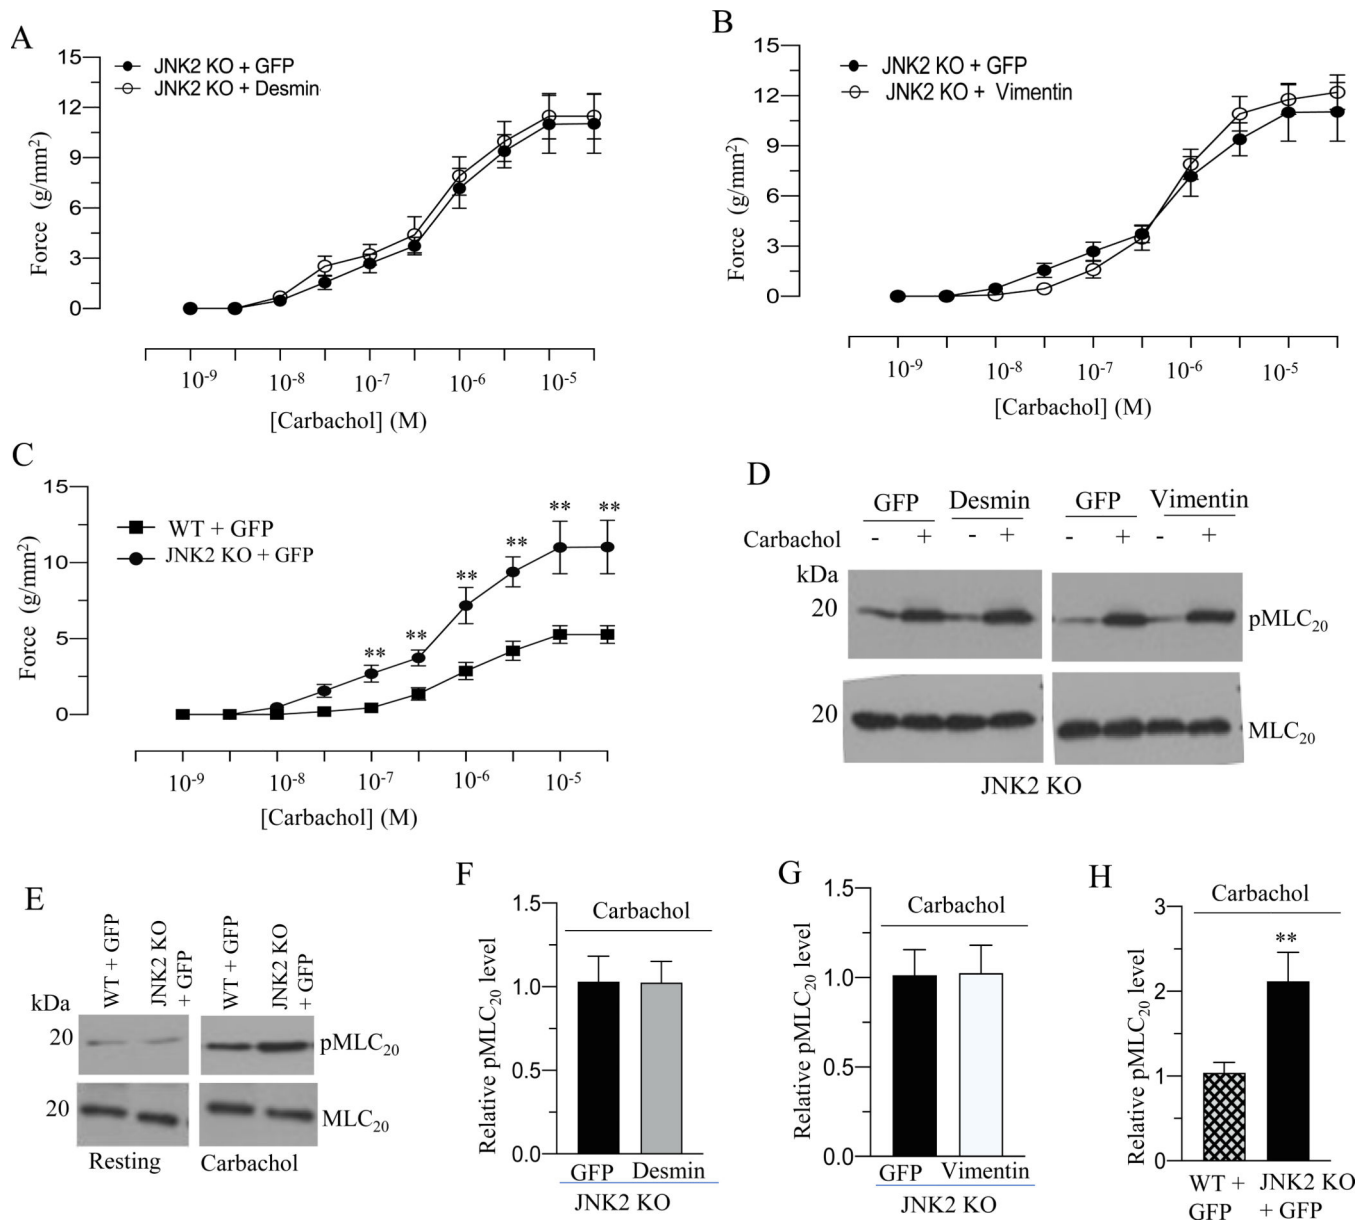 A
JNK2 KO + GFP
JNK2 KO + Desmin
15
12
9
6
3
0
Force (g/mm²)
10⁻⁹ 10⁻⁸ 10⁻⁷ 10⁻⁶ 10⁻⁵
[Carbachol] (M)
B
JNK2 KO + GFP
JNK2 KO + Vimentin
15
12
9
6
3
0
Force (g/mm²)
10⁻⁹ 10⁻⁸ 10⁻⁷ 10⁻⁶ 10⁻⁵
[Carbachol] (M)
C
WT + GFP
JNK2 KO + GFP
15
10
5
0
Force (g/mm²)
** ** ** ** ** **
10⁻⁹ 10⁻⁸ 10⁻⁷ 10⁻⁶ 10⁻⁵
[Carbachol] (M)
D
GFP Desmin GFP Vimentin
Carbachol - + - + - + - +
kDa
20 pMLC₂₀
20 MLC₂₀
JNK2 KO
E
WT + GFP
JNK2 KO
+ GFP
WT + GFP
JNK2 KO
+ GFP
kDa
20 pMLC₂₀
20 MLC₂₀
Resting Carbachol
F
Carbachol
1.5
1.0
0.5
0.0
Relative pMLC₂₀ level
GFP Desmin
JNK2 KO
G
Carbachol
1.5
1.0
0.5
0.0
Relative pMLC₂₀ level
GFP Vimentin
JNK2 KO
H
Carbachol
**
3
2
1
0
Relative pMLC₂₀ level
WT + JNK2 KO
GFP + GFP